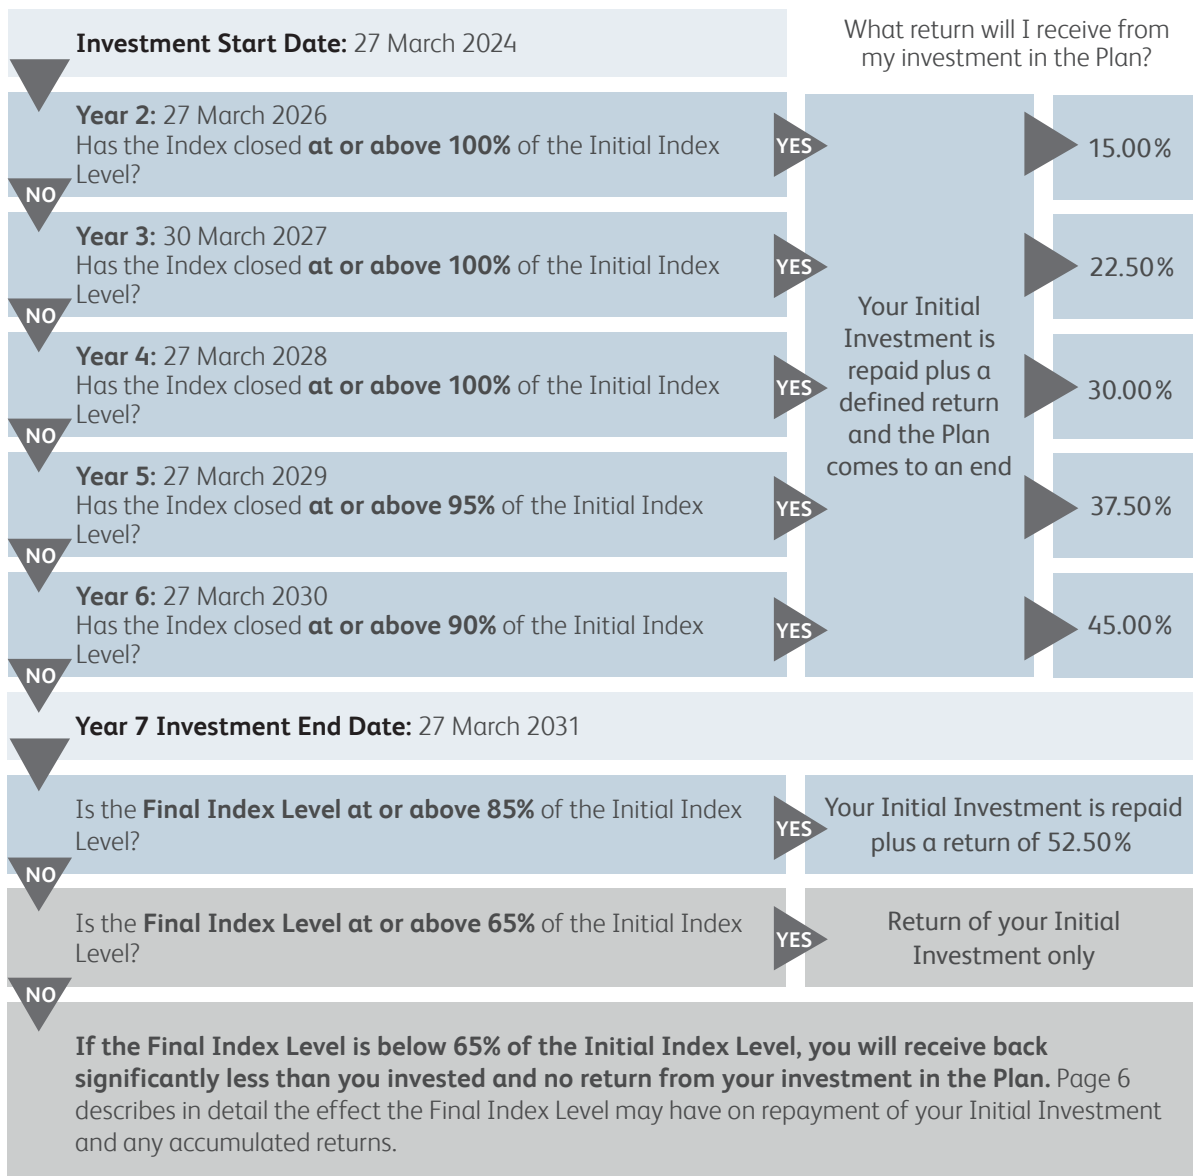 Investment Start Date: 27 March 2024
What return will I receive from
my investment in the Plan?
Year 2: 27 March 2026
Has the Index closed at or above 100% of the Initial Index
Level?
YES
15.00%
NO
Year 3: 30 March 2027
Has the Index closed at or above 100% of the Initial Index
Level?
YES
22.50%
NO
Year 4: 27 March 2028
Has the Index closed at or above 100% of the Initial Index
Level?
YES
30.00%
NO
Year 5: 27 March 2029
Has the Index closed at or above 95% of the Initial Index
Level?
YES
37.50%
NO
Year 6: 27 March 2030
Has the Index closed at or above 90% of the Initial Index
Level?
YES
45.00%
NO
Your Initial
Investment is
repaid plus a
defined return
and the Plan
comes to an end
Year 7 Investment End Date: 27 March 2031
Is the Final Index Level at or above 85% of the Initial Index
Level?
YES
Your Initial Investment is repaid
plus a return of 52.50%
NO
Is the Final Index Level at or above 65% of the Initial Index
Level?
YES
Return of your Initial
Investment only
NO
If the Final Index Level is below 65% of the Initial Index Level, you will receive back
significantly less than you invested and no return from your investment in the Plan. Page 6
describes in detail the effect the Final Index Level may have on repayment of your Initial Investment
and any accumulated returns.